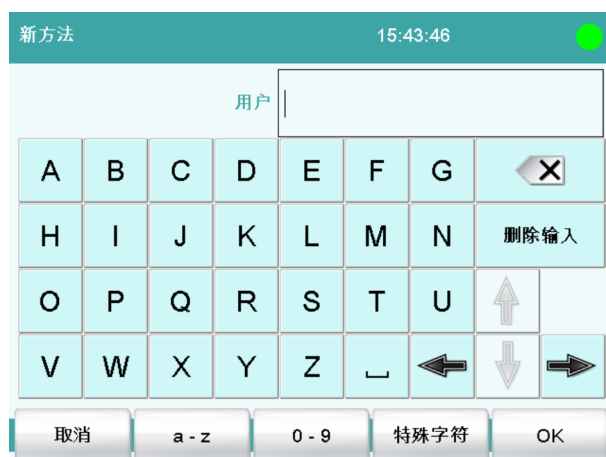 新方法 15:43:46
用户
A B C D E F G X
H I J K L M N 删除输入
O P Q R S T U
V W X Y Z
取消 a - z 0 - 9 特殊字符 OK